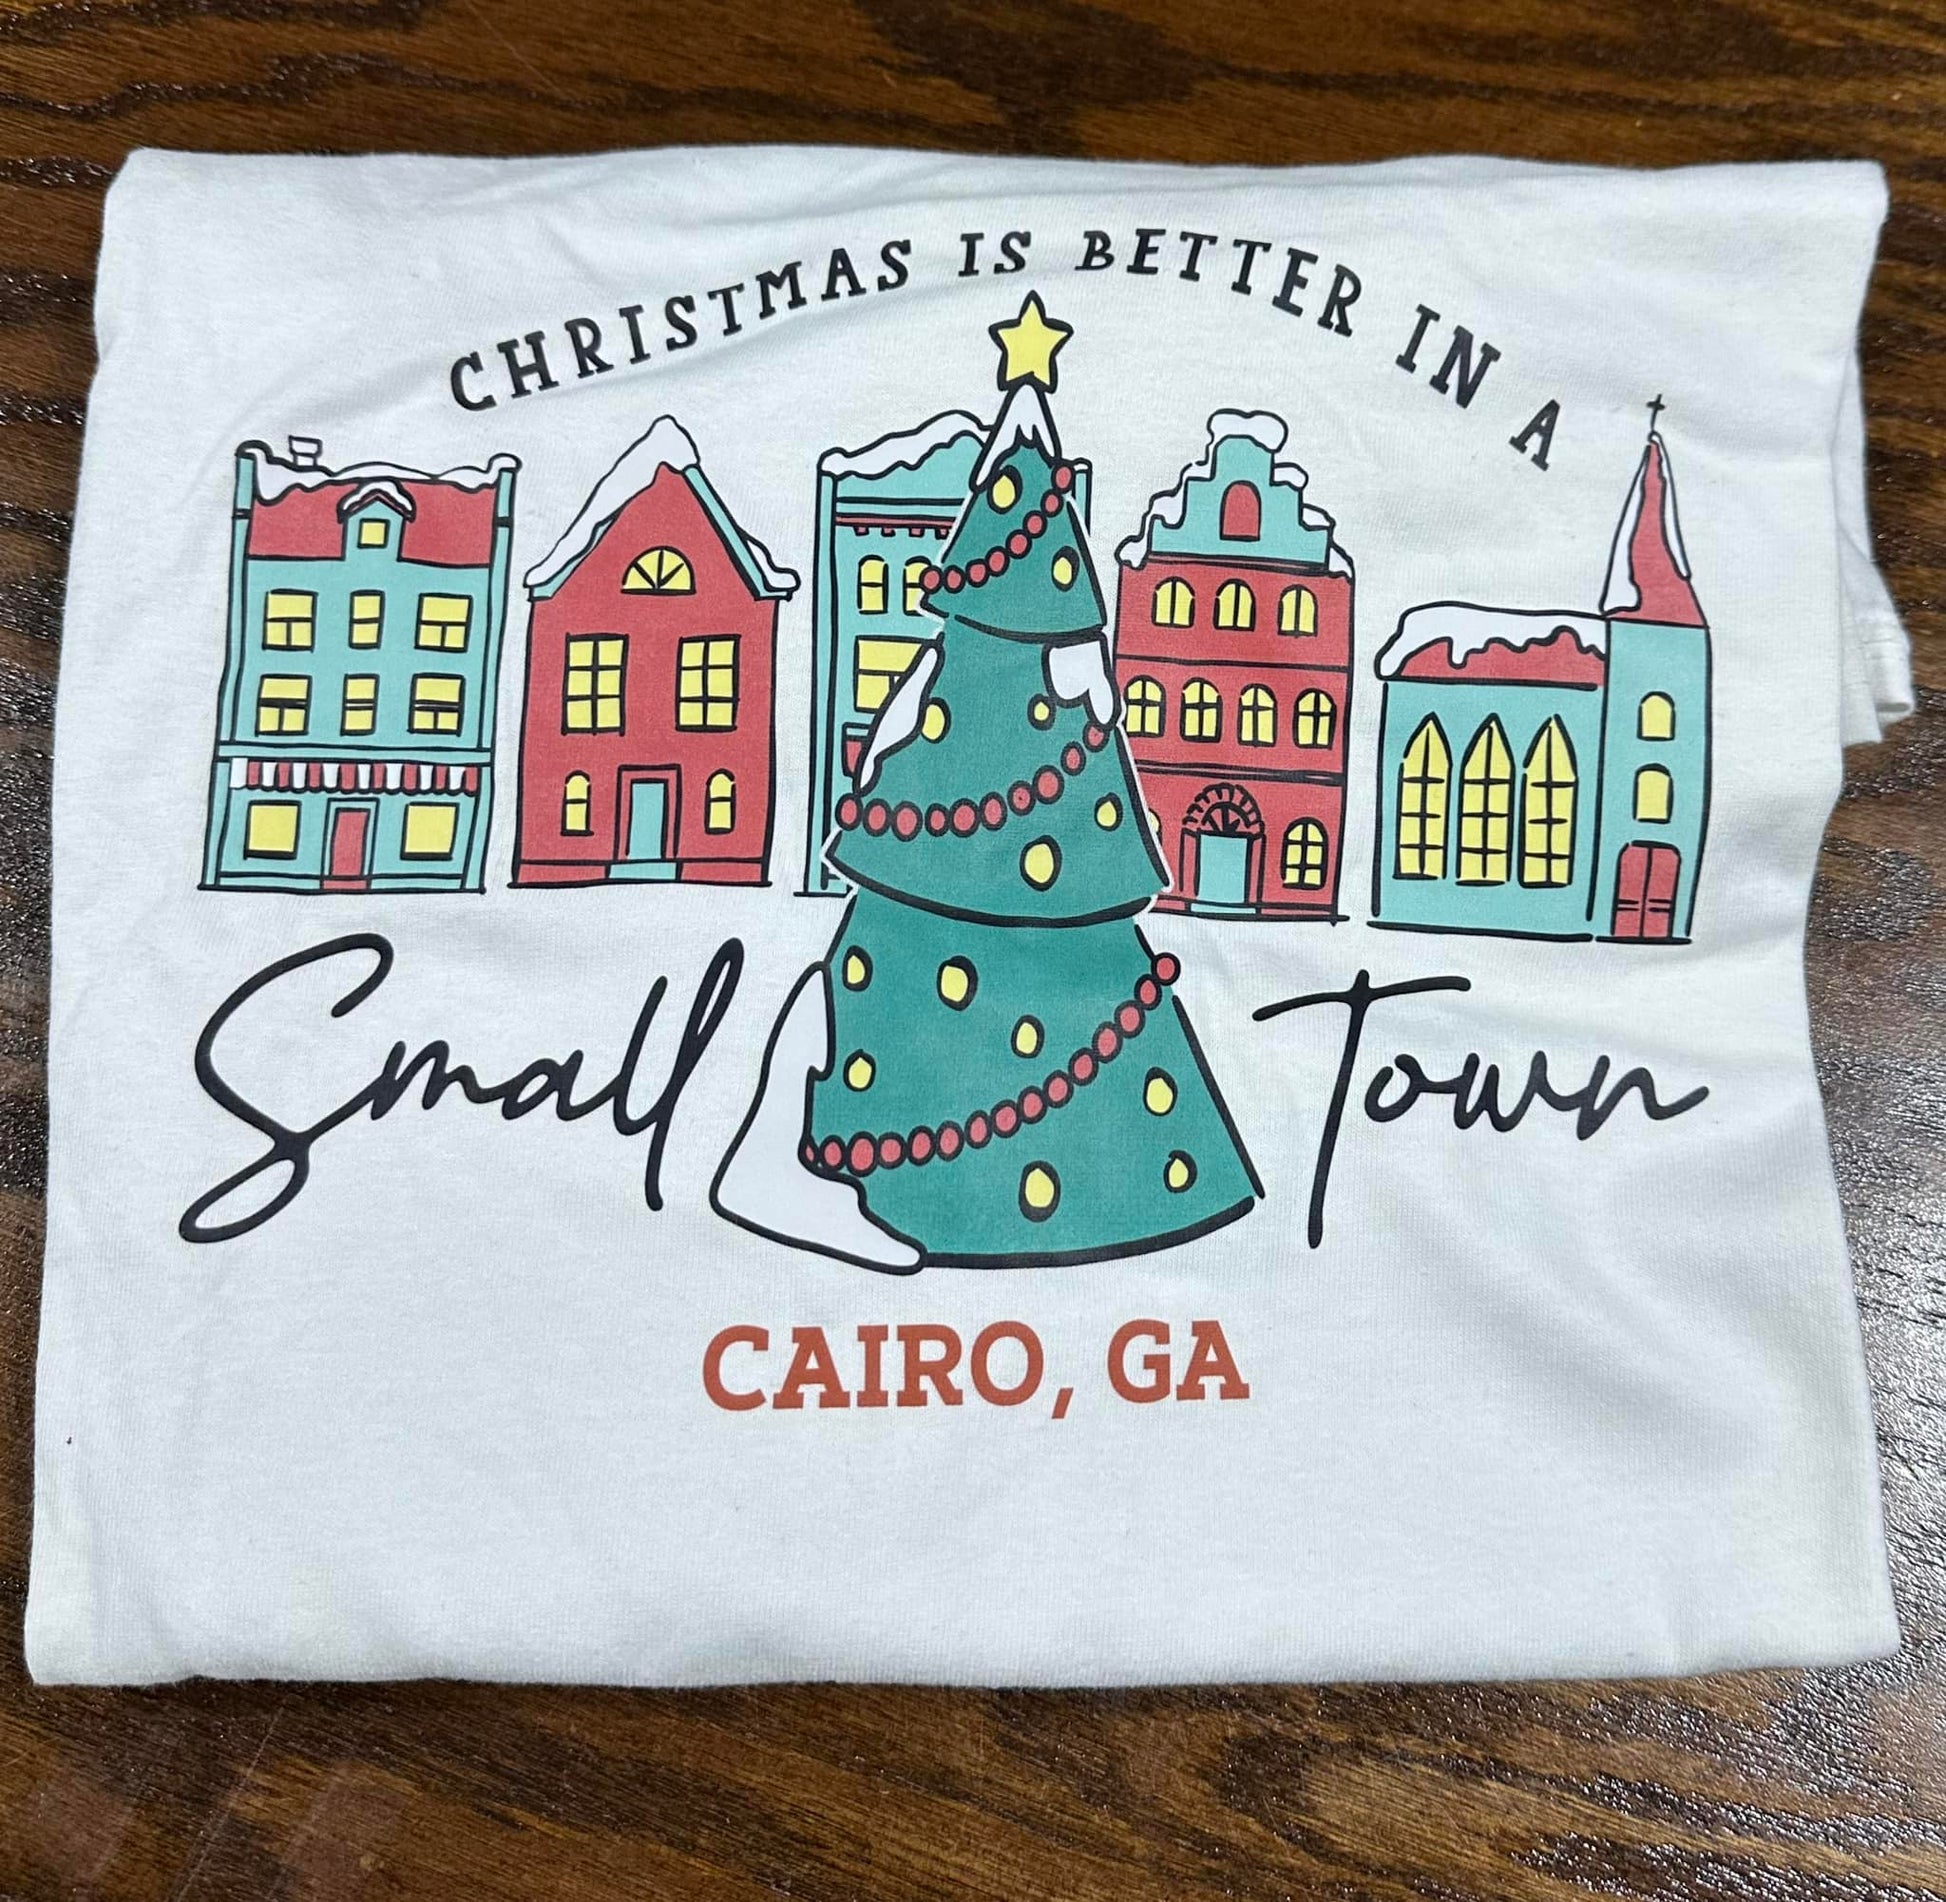 CHRISTMAS IS BETTER IN A
Small Town
CAIRO, GA